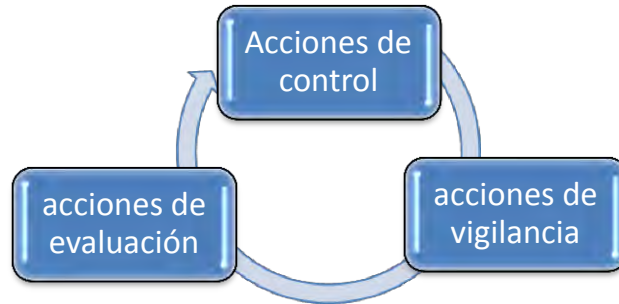 Acciones de
control
acciones de
vigilancia
acciones de
evaluación